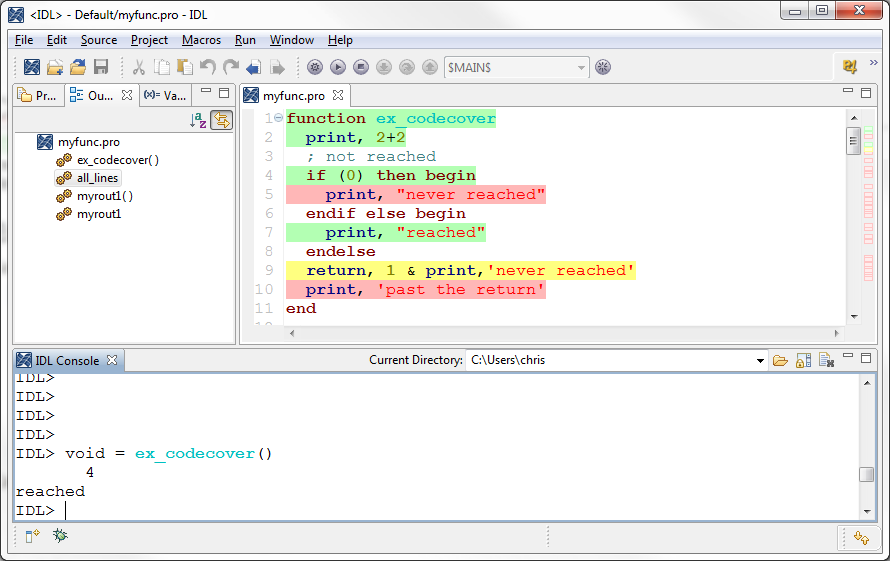 <IDL> - Default/myfunc.pro - IDL
File Edit Source Project Macros Run Window Help
$MAIN$
Pr... Ou... (x)= Va...
az
myfunc.pro
ex_codecover()
all_lines
myrout1()
myrout1
myfunc.pro
1 function ex_codecover
2 print, 2+2
3 ; not reached
4 if (0) then begin
5 print, "never reached"
6 endif else begin
7 print, "reached"
8 endelse
9 return, 1 & print,'never reached'
10 print, 'past the return'
11 end
IDL Console
Current Directory: C:\Users\chris
IDL>
IDL>
IDL>
IDL>
IDL> void = ex_codecover()
4
reached
IDL>